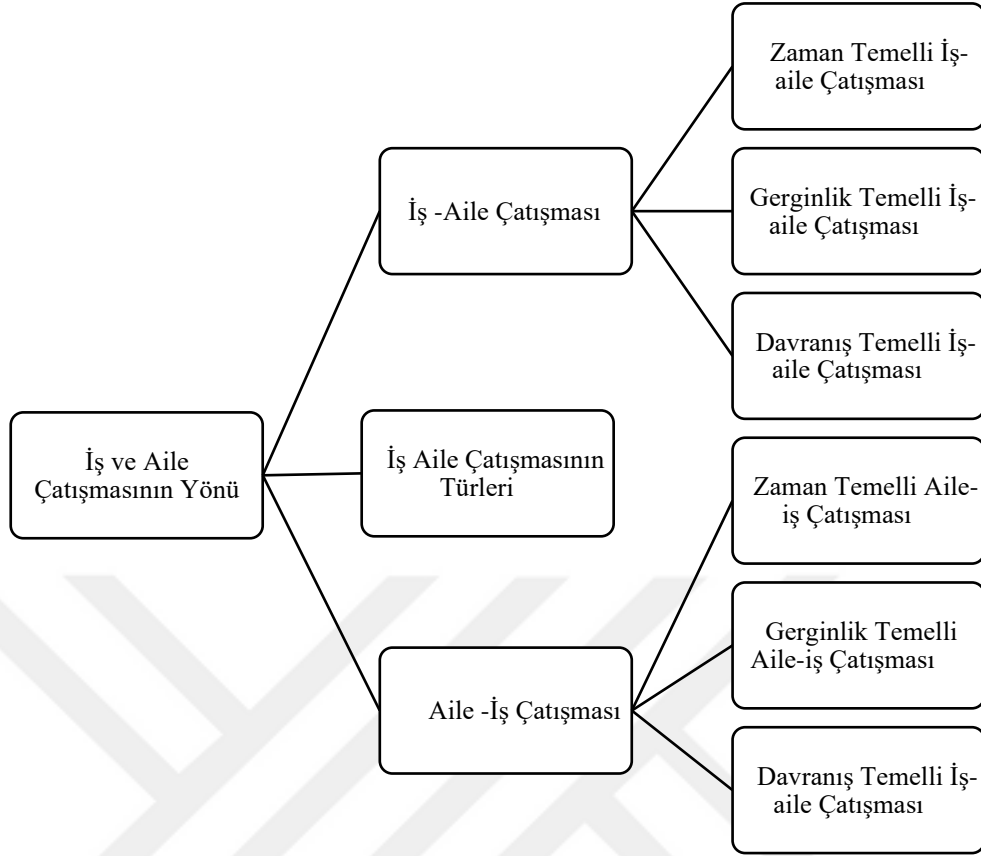 Zaman Temelli İş-
aile Çatışması
İş -Aile Çatışması
Gerginlik Temelli İş-
aile Çatışması
Davranış Temelli İş-
aile Çatışması
İş ve Aile
Çatışmasının Yönü
İş Aile Çatışmasının
Türleri
Zaman Temelli Aile-
iş Çatışması
Gerginlik Temelli
Aile-iş Çatışması
Aile -İş Çatışması
Davranış Temelli İş-
aile Çatışması